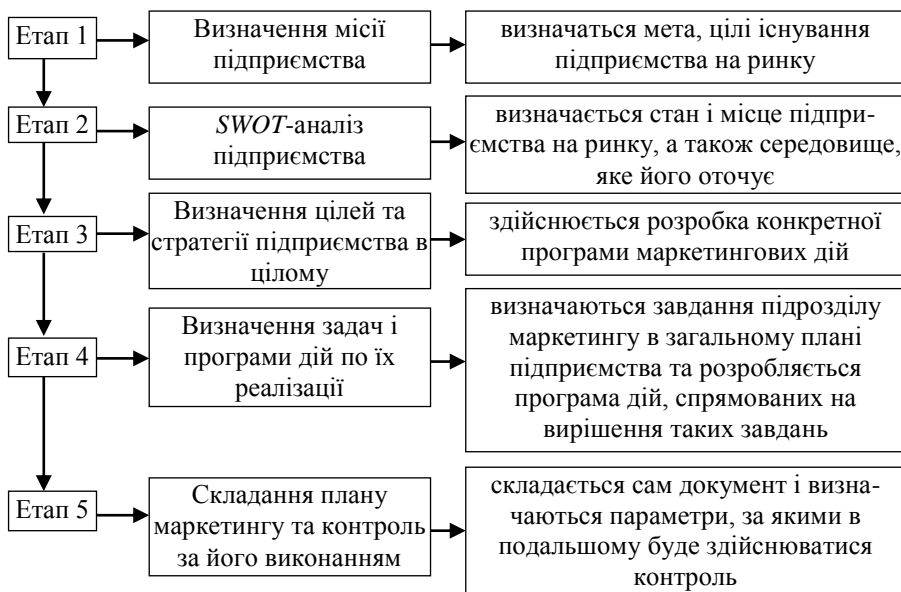 Етап 1
Визначення місії
підприємства
визначаться мета, цілі існування
підприємства на ринку
Етап 2
SWOT-аналіз
підприємства
визначається стан і місце підпри-
ємства на ринку, а також середовище,
яке його оточує
Етап 3
Визначення цілей та
стратегії підприємства в
цілому
здійснюється розробка конкретної
програми маркетингових дій
Етап 4
Визначення задач і
програми дій по їх
реалізації
визначаються завдання підрозділу
маркетингу в загальному плані
підприємства та розробляється
програма дій, спрямованих на
вирішення таких завдань
Етап 5
Складання плану
маркетингу та контроль
за його виконанням
складається сам документ і визна-
чаються параметри, за якими в
подальшому буде здійснюватися
контроль